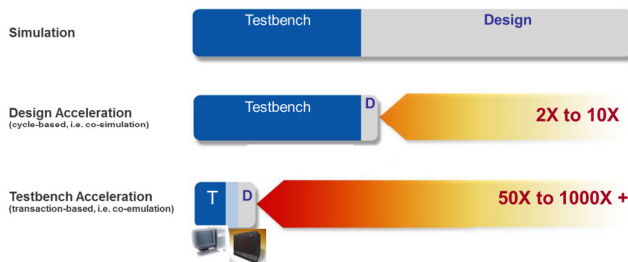 Simulation
Testbench
Design
Design Acceleration
(cycle-based, i.e. co-simulation)
Testbench
D
2X to 10X
Testbench Acceleration
(transaction-based, i.e. co-emulation)
T
D
50X to 1000X +